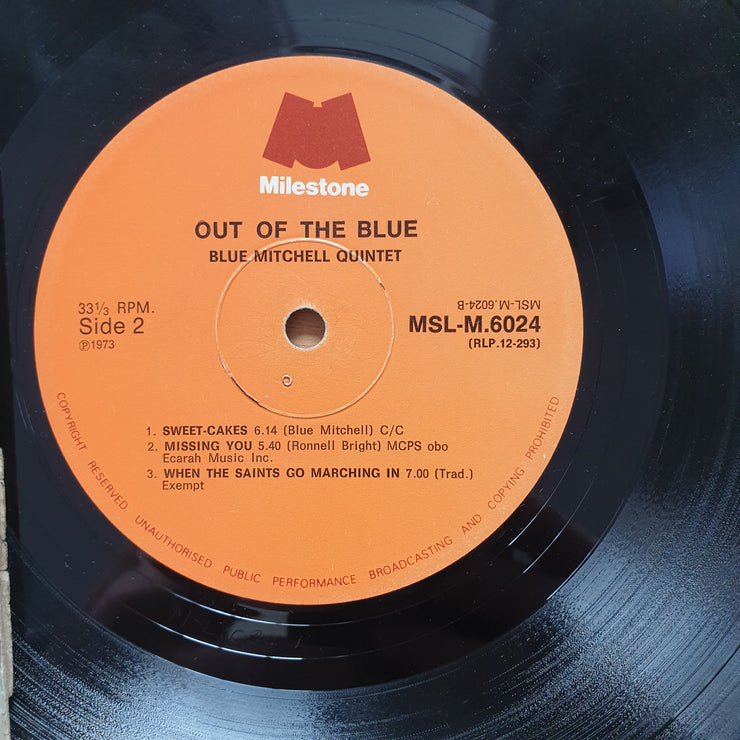 Milestone
OUT OF THE BLUE
BLUE MITCHELL QUINTET
33⅓ RPM.
Side 2
℗1973
MSL-M.6024-B
MSL-M.6024
(RLP.12-293)
1. SWEET-CAKES 6.14 (Blue Mitchell) C/C
2. MISSING YOU 5.40 (Ronnell Bright) MCPS obo
Ecarah Music Inc.
3. WHEN THE SAINTS GO MARCHING IN 7.00 (Trad.)
Exempt
COPYRIGHT RESERVED UNAUTHORISED PUBLIC PERFORMANCE BROADCASTING AND COPYING PROHIBITED